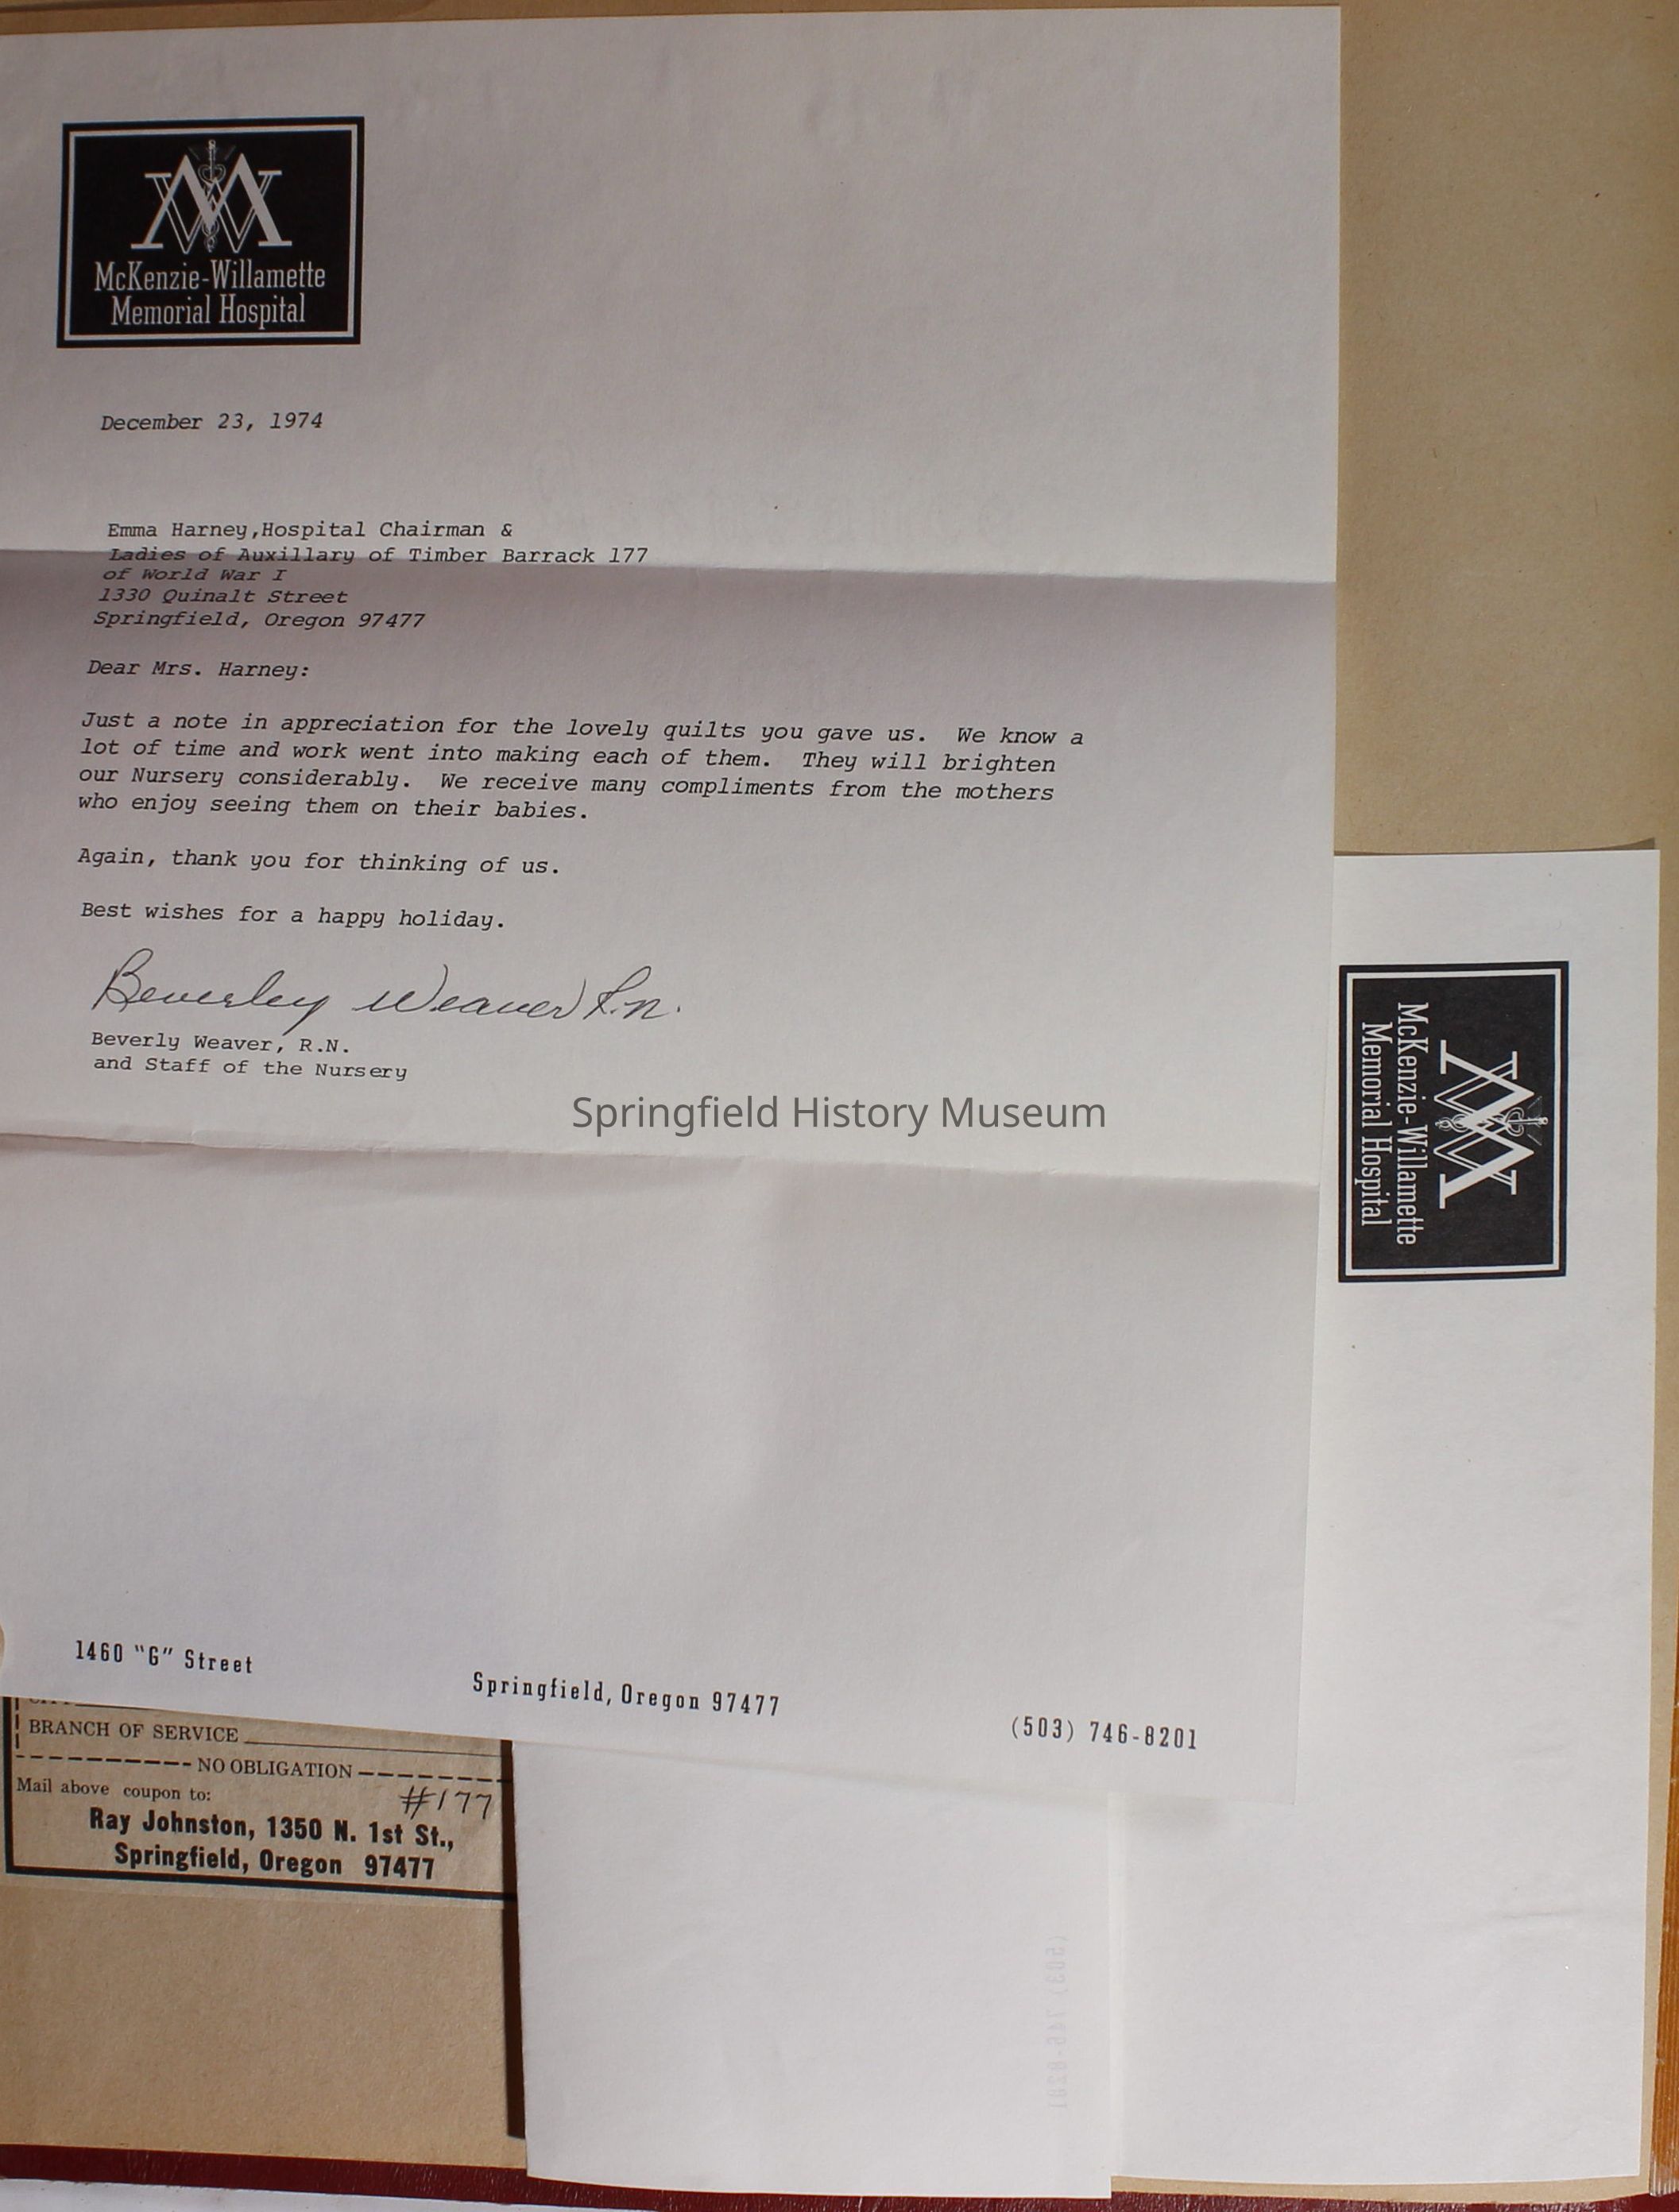 McKenzie-Willamette
Memorial Hospital
December 23, 1974
Emma Harney,Hospital Chairman &
Ladies of Auxillary of Timber Barrack 177
of World War I
1330 Quinalt Street
Springfield, Oregon 97477
Dear Mrs. Harney:
Just a note in appreciation for the lovely quilts you gave us. We know a
lot of time and work went into making each of them. They will brighten
our Nursery considerably. We receive many compliments from the mothers
who enjoy seeing them on their babies.
Again, thank you for thinking of us.
Best wishes for a happy holiday.
Beverley Weaver R.N.
Beverly Weaver, R.N.
and Staff of the Nursery
Springfield History Museum
1460 "G" Street
Springfield, Oregon 97477
(503) 746-8201
McKenzie-Willamette
Memorial Hospital
BRANCH OF SERVICE
NO OBLIGATION
Mail above coupon to:
#177
Ray Johnston, 1350 N. 1st St.,
Springfield, Oregon 97477
(503) 746-8201